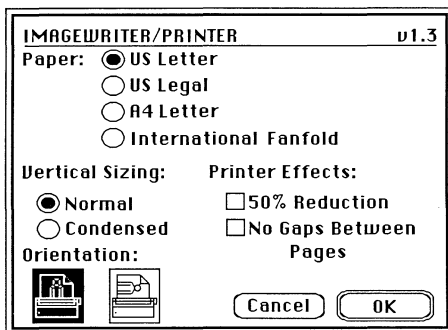 IMAGEWRITER/PRINTER v1.3
Paper: US Letter
US Legal
A4 Letter
International Fanfold
Vertical Sizing: Printer Effects:
Normal 50% Reduction
Condensed No Gaps Between
Orientation: Pages
Cancel OK